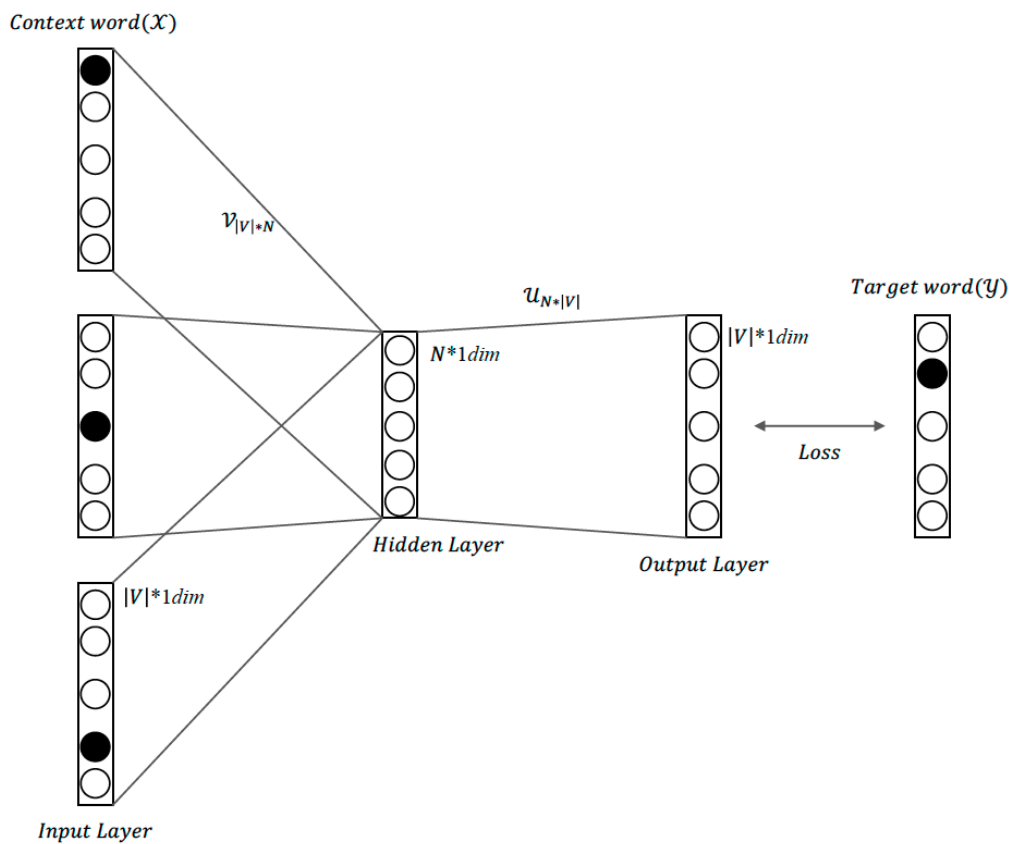 Context word(𝒳)
𝒱|V|∗N
𝒰N∗|V|
Target word(𝒴)
N*1dim
|V|*1dim
Loss
Hidden Layer
Output Layer
|V|*1dim
Input Layer